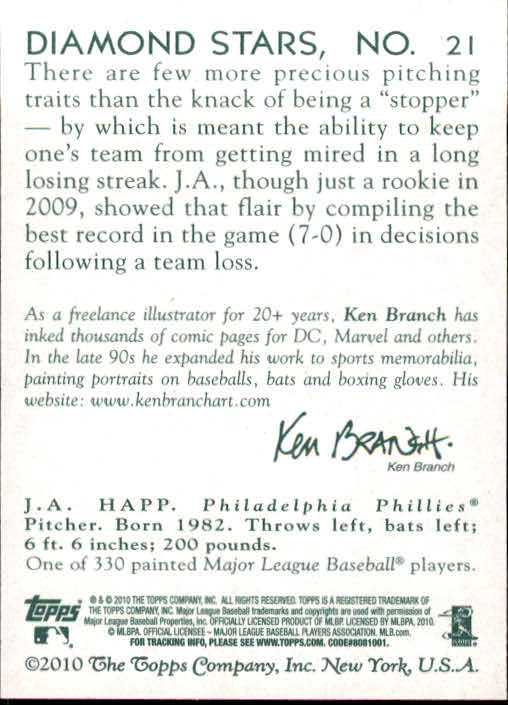 DIAMOND STARS, NO. 21
There are few more precious pitching
traits than the knack of being a “stopper”
— by which is meant the ability to keep
one’s team from getting mired in a long
losing streak. J.A., though just a rookie in
2009, showed that flair by compiling the
best record in the game (7-0) in decisions
following a team loss.
As a freelance illustrator for 20+ years, Ken Branch has
inked thousands of comic pages for DC, Marvel and others.
In the late 90s he expanded his work to sports memorabilia,
painting portraits on baseballs, bats and boxing gloves. His
website: www.kenbranchart.com
Ken Branch.
Ken Branch
J.A. HAPP. Philadelphia Phillies®
Pitcher. Born 1982. Throws left, bats left;
6 ft. 6 inches; 200 pounds.
One of 330 painted Major League Baseball® players.
Topps
® & © 2010 THE TOPPS COMPANY, INC. ALL RIGHTS RESERVED. TOPPS IS A REGISTERED TRADEMARK OF
THE TOPPS COMPANY, INC. Major League Baseball trademarks and copyrights are used with permission of
Major League Baseball Properties, Inc. OFFICIALLY LICENSED PRODUCT OF MLBP. LICENSED BY MLBPA, 2010.
© MLBPA. OFFICIAL LICENSEE – MAJOR LEAGUE BASEBALL PLAYERS ASSOCIATION. MLB.com.
FOR TRACKING INFO, PLEASE SEE WWW.TOPPS.COM. CODE#8081001.
©2010 The Topps Company, Inc. New York, U.S.A.